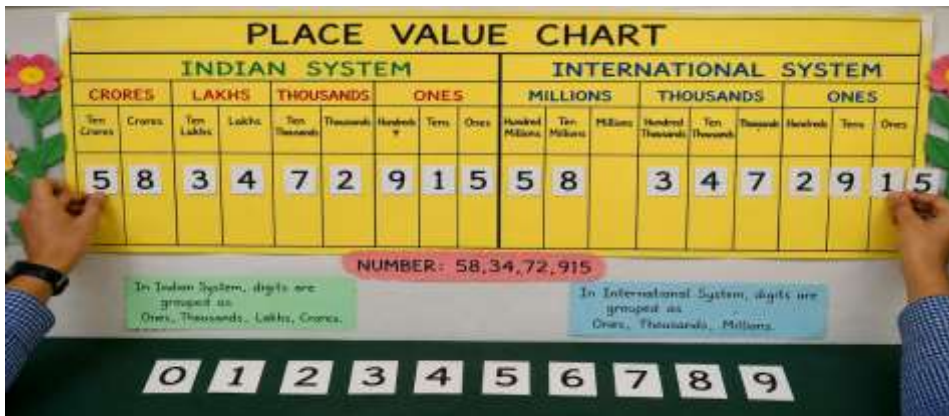 PLACE VALUE CHART
INDIAN SYSTEM INTERNATIONAL SYSTEM
CRORES LAKHS THOUSANDS ONES MILLIONS THOUSANDS ONES
Ten Crores Crores Ten Lakhs Lakhs Ten Thousands Thousands Hundreds Tens Ones Hundred Millions Ten Millions Millions Hundred Thousands Ten Thousands Thousands Hundreds Tens Ones
5 8 3 4 7 2 9 1 5 5 8 3 4 7 2 9 1 5
NUMBER: 58,34,72,915
In Indian System, digits are
grouped as
Ones, Thousands, Lakhs, Crores.
In International System, digits are
grouped as
Ones, Thousands, Millions.
0 1 2 3 4 5 6 7 8 9